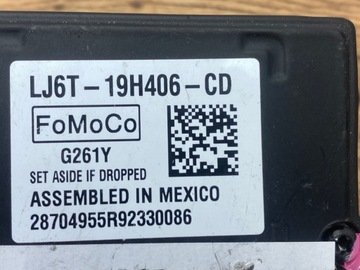 LJ6T-19H406-CD
FoMoCo
G261Y
SET ASIDE IF DROPPED
ASSEMBLED IN MEXICO
28704955R92330086